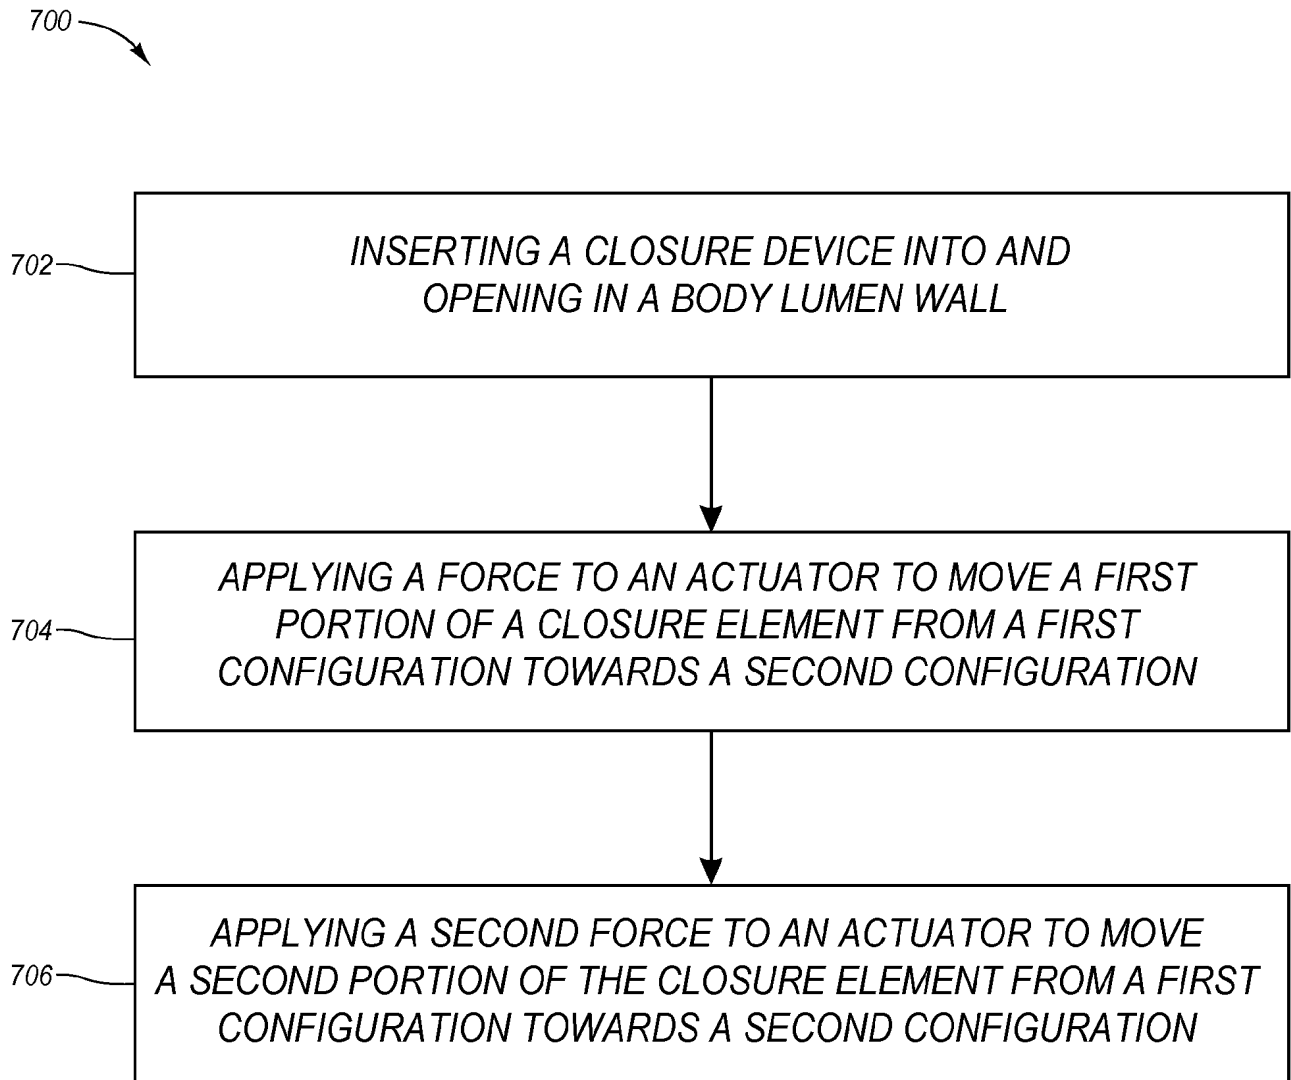 700
702
INSERTING A CLOSURE DEVICE INTO AND
OPENING IN A BODY LUMEN WALL
704
APPLYING A FORCE TO AN ACTUATOR TO MOVE A FIRST
PORTION OF A CLOSURE ELEMENT FROM A FIRST
CONFIGURATION TOWARDS A SECOND CONFIGURATION
706
APPLYING A SECOND FORCE TO AN ACTUATOR TO MOVE
A SECOND PORTION OF THE CLOSURE ELEMENT FROM A FIRST
CONFIGURATION TOWARDS A SECOND CONFIGURATION